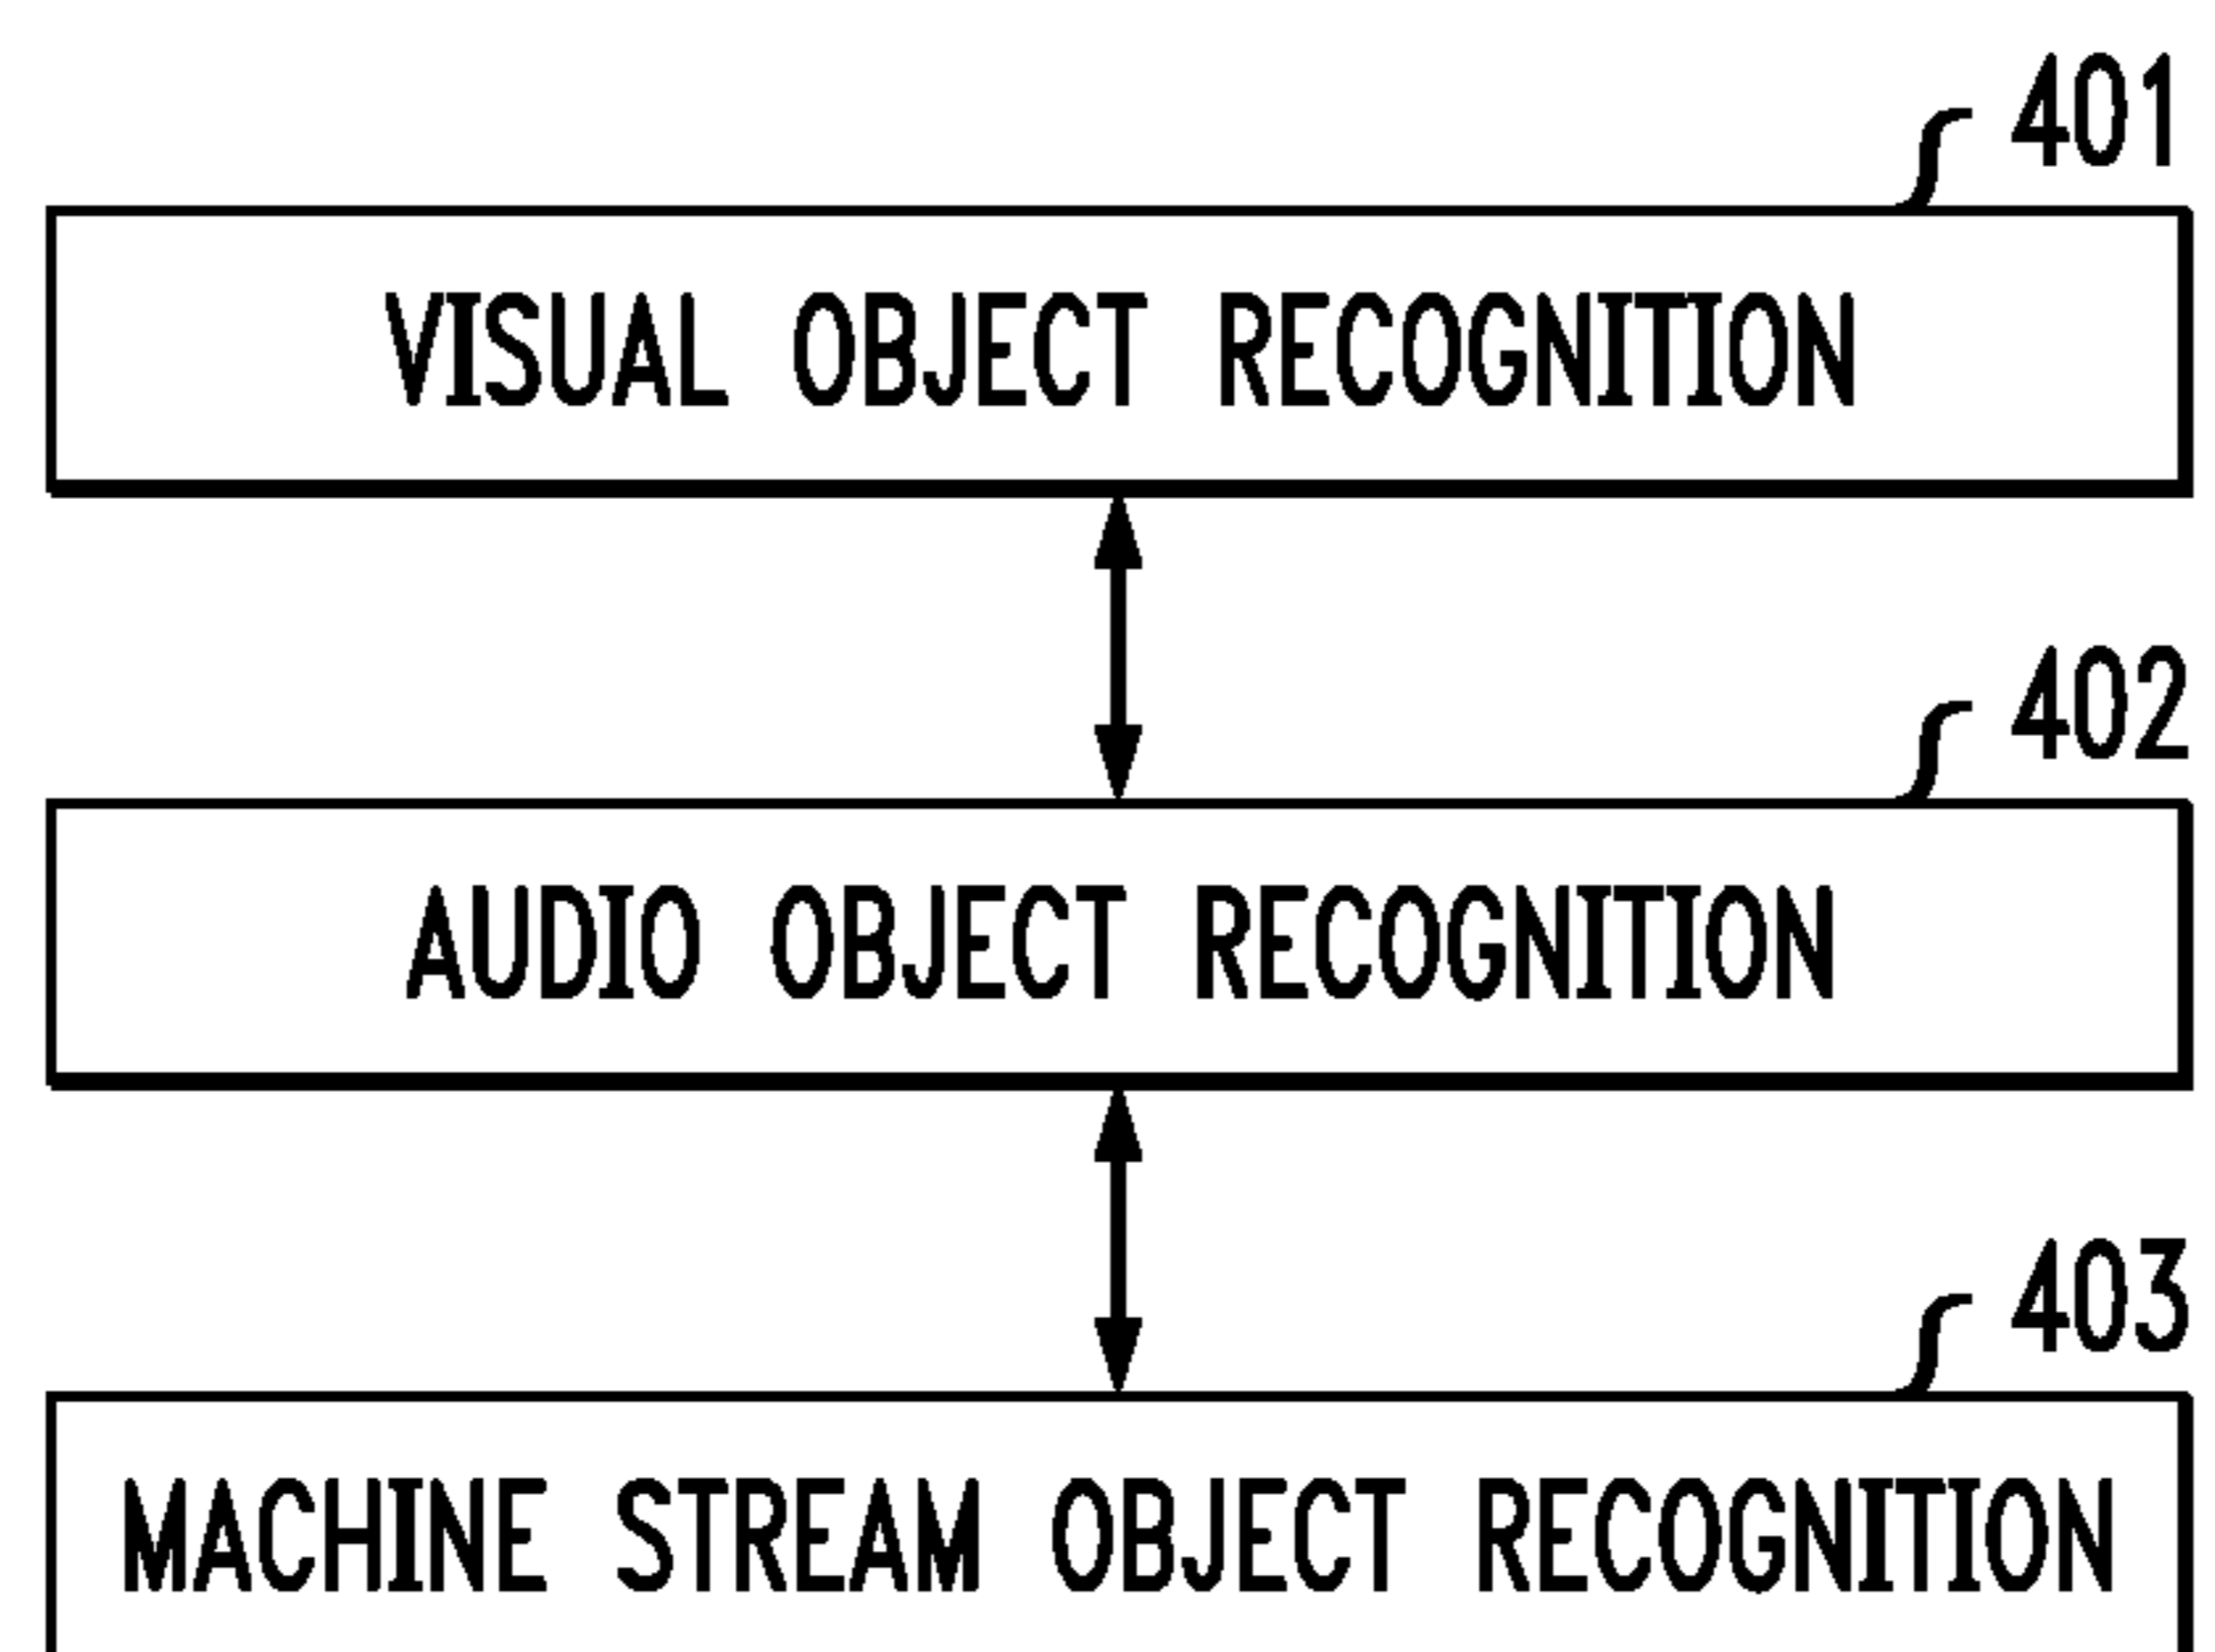 401
VISUAL OBJECT RECOGNITION
402
AUDIO OBJECT RECOGNITION
403
MACHINE STREAM OBJECT RECOGNITION